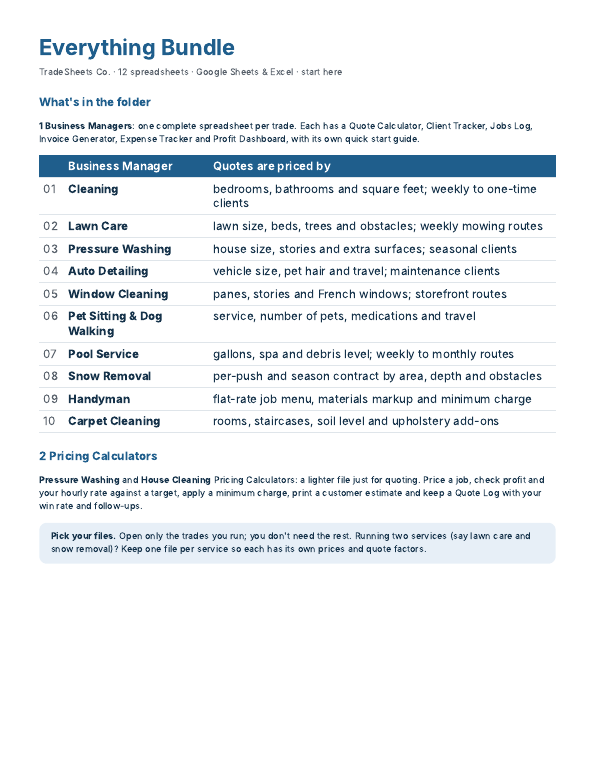 Everything Bundle
TradeSheets Co. · 12 spreadsheets · Google Sheets & Excel · start here
What's in the folder
1 Business Managers: one complete spreadsheet per trade. Each has a Quote Calculator, Client Tracker, Jobs Log,
Invoice Generator, Expense Tracker and Profit Dashboard, with its own quick start guide.
Business Manager Quotes are priced by
01 Cleaning bedrooms, bathrooms and square feet; weekly to one-time
clients
02 Lawn Care lawn size, beds, trees and obstacles; weekly mowing routes
03 Pressure Washing house size, stories and extra surfaces; seasonal clients
04 Auto Detailing vehicle size, pet hair and travel; maintenance clients
05 Window Cleaning panes, stories and French windows; storefront routes
06 Pet Sitting & Dog service, number of pets, medications and travel
Walking
07 Pool Service gallons, spa and debris level; weekly to monthly routes
08 Snow Removal per-push and season contract by area, depth and obstacles
09 Handyman flat-rate job menu, materials markup and minimum charge
10 Carpet Cleaning rooms, staircases, soil level and upholstery add-ons
2 Pricing Calculators
Pressure Washing and House Cleaning Pricing Calculators: a lighter file just for quoting. Price a job, check profit and
your hourly rate against a target, apply a minimum charge, print a customer estimate and keep a Quote Log with your
win rate and follow-ups.
Pick your files. Open only the trades you run; you don't need the rest. Running two services (say lawn care and
snow removal)? Keep one file per service so each has its own prices and quote factors.